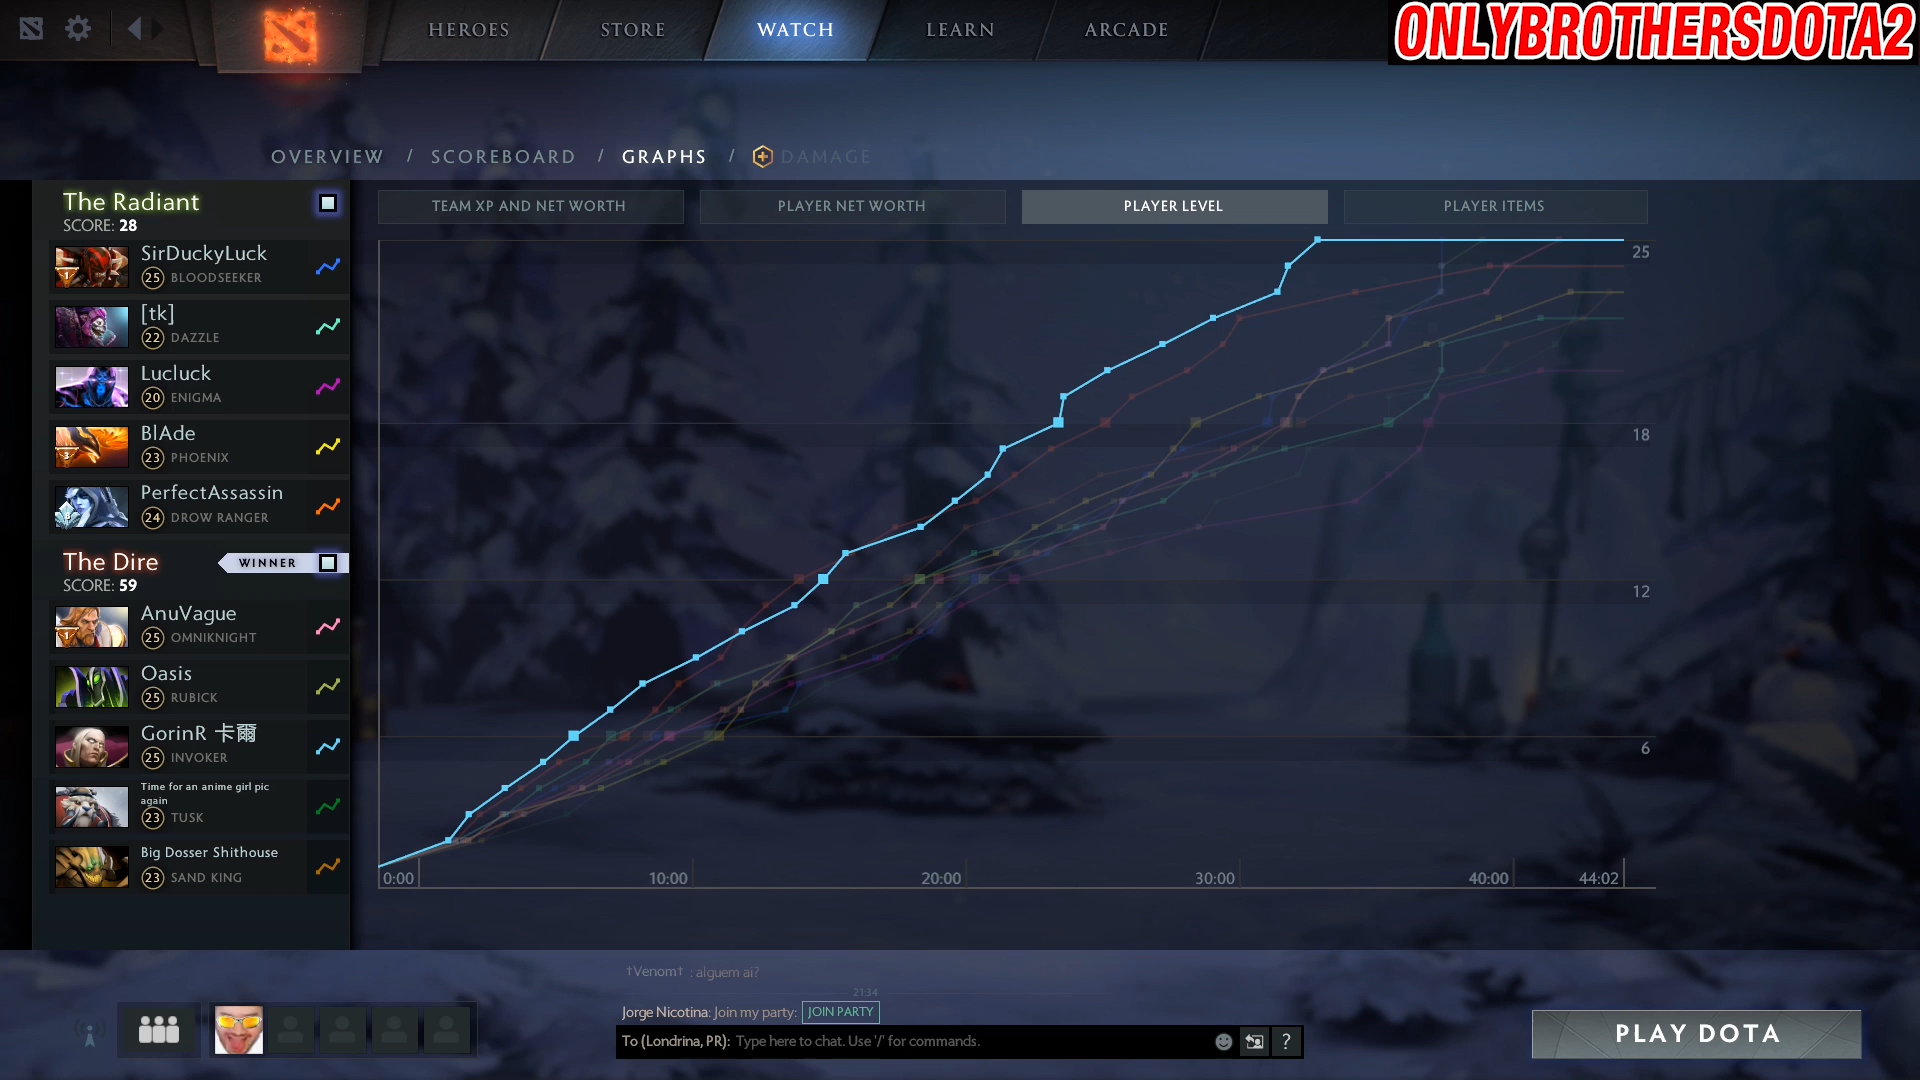 HEROES
STORE
WATCH
LEARN
ARCADE
ONLYBROTHERSDOTA2
OVERVIEW / SCOREBOARD / GRAPHS / DAMAGE
The Radiant
SCORE: 28
SirDuckyLuck
25 BLOODSEEKER
[tk]
22 DAZZLE
Lucluck
20 ENIGMA
BlAde
23 PHOENIX
PerfectAssassin
24 DROW RANGER
The Dire
WINNER
SCORE: 59
AnuVague
25 OMNIKNIGHT
Oasis
25 RUBICK
GorinR 卡爾
25 INVOKER
Time for an anime girl pic
again
23 TUSK
Big Dosser Shithouse
23 SAND KING
TEAM XP AND NET WORTH
PLAYER NET WORTH
PLAYER LEVEL
PLAYER ITEMS
25
18
12
6
0:00 10:00 20:00 30:00 40:00 44:02
†Venom† : alguem ai?
21:34
Jorge Nicotina: Join my party: JOIN PARTY
To (Londrina, PR): Type here to chat. Use '/' for commands.
?
PLAY DOTA